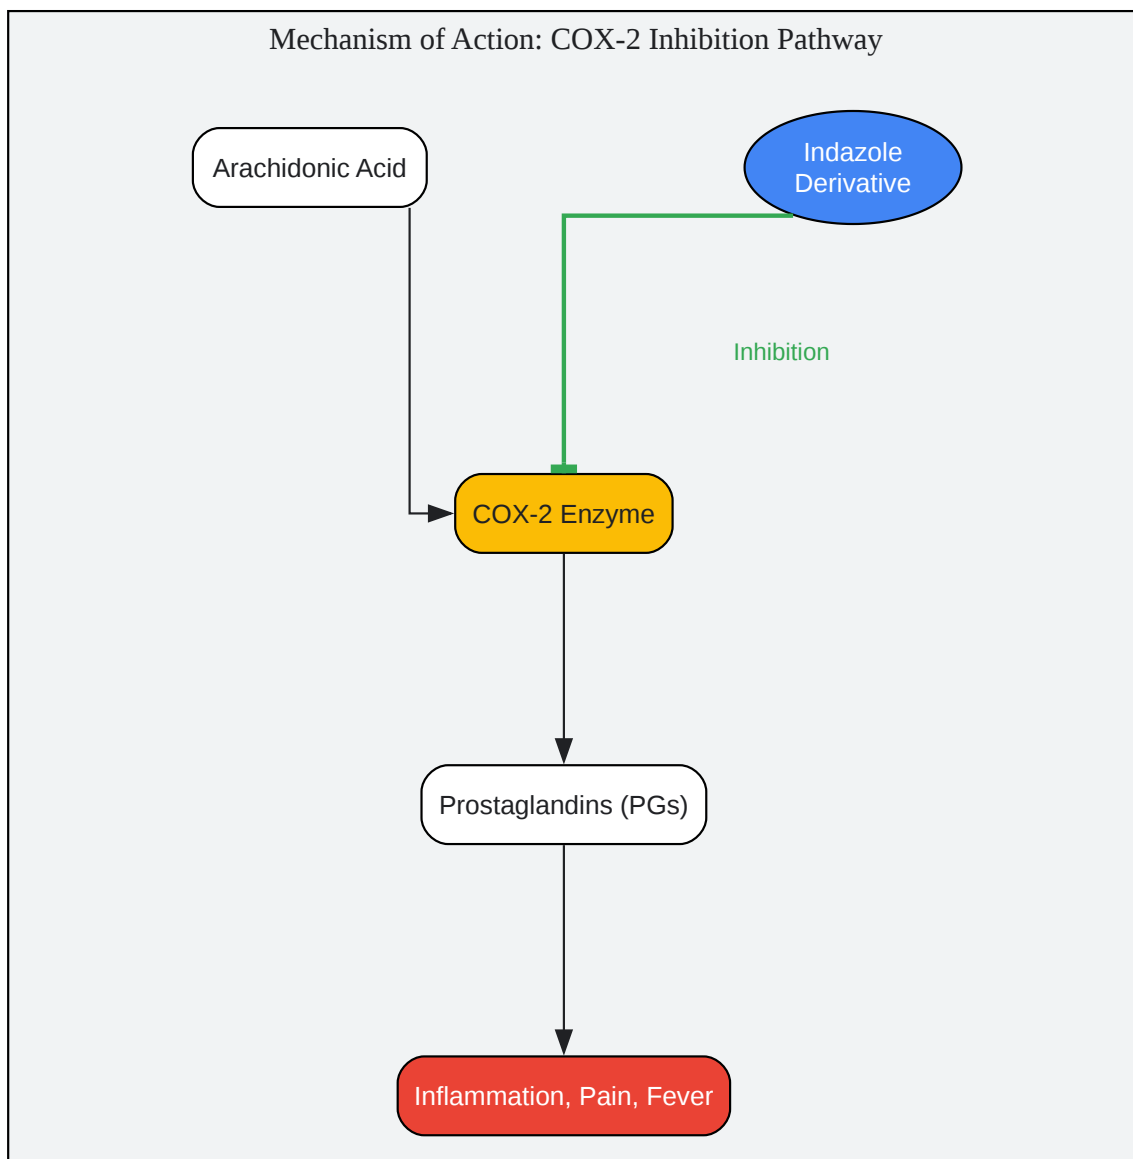 Mechanism of Action: COX-2 Inhibition Pathway
Arachidonic Acid
Indazole
Derivative
Inhibition
COX-2 Enzyme
Prostaglandins (PGs)
Inflammation, Pain, Fever